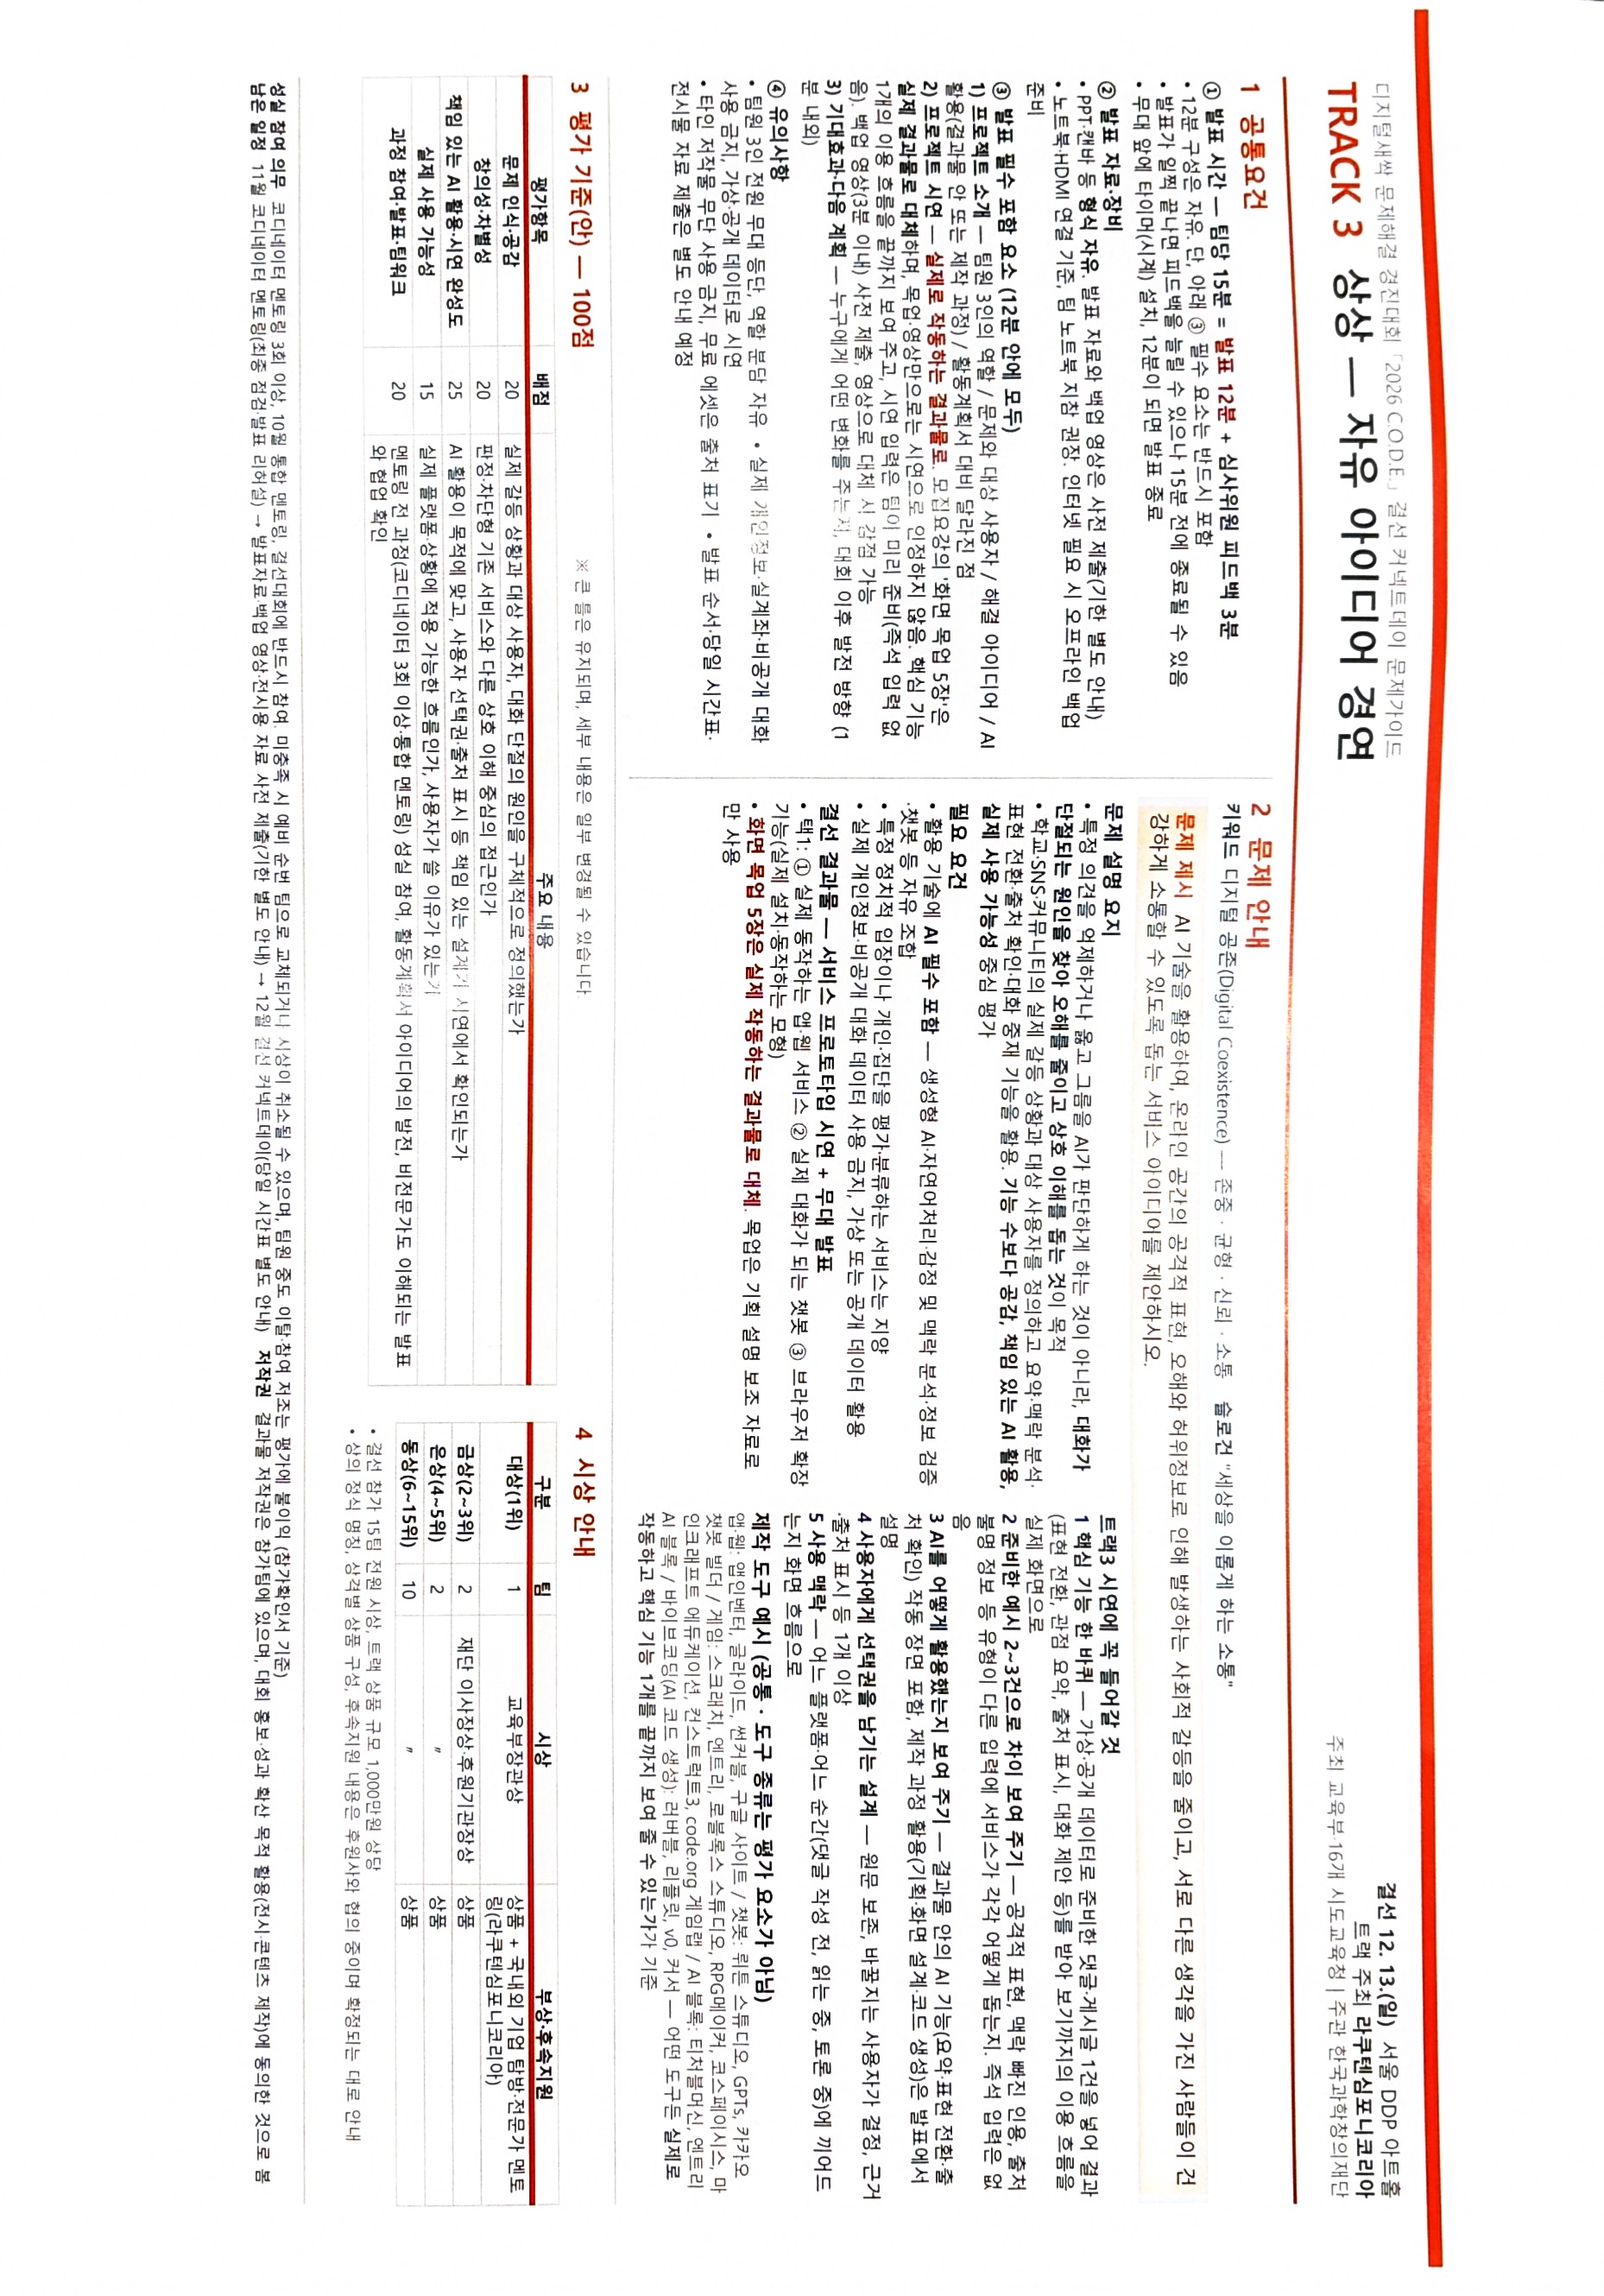 디지털새싹 문제해결 경진대회 「2026 C.O.D.E.」 결선 커넥트데이 문제가이드
TRACK 3 상상 — 자유 아이디어 경연
결선 12. 13.(일) 서울 DDP 아트홀
트랙 주최 라쿠텐심포니코리아
주최 교육부·16개 시도교육청 | 주관 한국과학창의재단
1 공통요건
① 발표 시간 — 팀당 15분 = 발표 12분 + 심사위원 피드백 3분
• 12분 구성은 자유. 단, 아래 ③ 필수 요소는 반드시 포함
• 발표가 일찍 끝나면 피드백을 늘릴 수 있으나 15분 전에 종료될 수 있음
• 무대 앞에 타이머(시계) 설치, 12분이 되면 발표 종료
② 발표 자료·장비
• PPT·캔바 등 형식 자유. 발표 자료와 백업 영상은 사전 제출(기한 별도 안내)
• 노트북·HDMI 연결 기준, 팀 노트북 지참 권장. 인터넷 필요 시 오프라인 백업
준비
③ 발표 필수 포함 요소 (12분 안에 모두)
1) 프로젝트 소개 — 팀원 3인의 역할 / 문제와 대상 사용자 / 해결 아이디어 / AI
활용(결과물 안 또는 제작 과정) / 활동계획서 대비 달라진 점
2) 프로젝트 시연 — 실제로 작동하는 결과물로. 모집요강의 '화면 목업 5장'은
실제 결과물로 대체하며, 목업·영상만으로는 시연으로 인정하지 않음. 핵심 기능
1개의 이용 흐름을 끝까지 보여 주고, 시연 입력은 팀이 미리 준비(즉석 입력 없
음). 백업 영상(3분 이내) 사전 제출, 영상으로 대체 시 감점 가능
3) 기대효과·다음 계획 — 누구에게 어떤 변화를 주는지, 대회 이후 발전 방향 (1
분 내외)
④ 유의사항
• 팀원 3인 전원 무대 등단, 역할 분담 자유 • 실제 개인정보·실계좌·비공개 대화
사용 금지, 가상·공개 데이터로 시연
• 타인 저작물 무단 사용 금지, 무료 에셋은 출처 표기 • 발표 순서·당일 시간표·
전시물 자료 제출은 별도 안내 예정
2 문제 안내
키워드 디지털 공존(Digital Coexistence) — 존중 · 균형 · 신뢰 · 소통 슬로건 "세상을 이롭게 하는 소통"
문제 제시 AI 기술을 활용하여, 온라인 공간의 공격적 표현, 오해와 허위정보로 인해 발생하는 사회적 갈등을 줄이고, 서로 다른 생각을 가진 사람들이 건
강하게 소통할 수 있도록 돕는 서비스 아이디어를 제안하시오.
문제 설명 요지
• 특정 의견을 억제하거나 옳고 그름을 AI가 판단하게 하는 것이 아니라, 대화가
단절되는 원인을 찾아 오해를 줄이고 상호 이해를 돕는 것이 목적
• 학교·SNS·커뮤니티의 실제 갈등 상황과 대상 사용자를 정의하고 요약·맥락 분석·
표현 전환·출처 확인·대화 중재 기능을 활용. 기능 수보다 공감, 책임 있는 AI 활용,
실제 사용 가능성 중심 평가
필요 요건
• 활용 기술에 AI 필수 포함 — 생성형 AI·자연어처리·감정 및 맥락 분석·정보 검증
·챗봇 등 자유 조합
• 특정 정치적 입장이나 개인·집단을 평가·분류하는 서비스는 지양
• 실제 개인정보·비공개 대화 데이터 사용 금지, 가상 또는 공개 데이터 활용
결선 결과물 — 서비스 프로토타입 시연 + 무대 발표
• 택1: ① 실제 동작하는 앱·웹 서비스 ② 실제 대화가 되는 챗봇 ③ 브라우저 확장
기능(실제 설치·동작하는 모형)
• 화면 목업 5장은 실제 작동하는 결과물로 대체. 목업은 기획 설명 보조 자료로
만 사용
트랙3 시연에 꼭 들어갈 것
1 핵심 기능 한 바퀴 — 가상·공개 데이터로 준비한 댓글·게시글 1건을 넣어 결과
(표현 전환, 관점 요약, 출처 표시, 대화 제안 등)를 받아 보기까지의 이용 흐름을
실제 화면으로
2 준비한 예시 2~3건으로 차이 보여 주기 — 공격적 표현, 맥락 빠진 인용, 출처
불명 정보 등 유형이 다른 입력에 서비스가 각각 어떻게 돕는지. 즉석 입력은 없
음
3 AI를 어떻게 활용했는지 보여 주기 — 결과물 안의 AI 기능(요약·표현 전환·출
처 확인) 작동 장면 포함, 제작 과정 활용(기획·화면 설계·코드 생성)은 발표에서
설명
4 사용자에게 선택권을 남기는 설계 — 원문 보존, 바꿀지는 사용자가 결정, 근거
·출처 표시 등 1개 이상
5 사용 맥락 — 어느 플랫폼·어느 순간(댓글 작성 전, 읽는 중, 토론 중)에 끼어드
는지 화면 흐름으로
제작 도구 예시 (공통 · 도구 종류는 평가 요소가 아님)
앱·웹: 앱인벤터, 글라이드, 썬커블, 구글 사이트 / 챗봇: 뤼튼 스튜디오, GPTs, 카카오
챗봇 빌더 / 게임: 스크래치, 엔트리, 로블록스 스튜디오, RPG메이커, 코스페이시스, 마
인크래프트 에듀케이션, 컨스트럭트3, code.org 게임랩 / AI 블록: 티처블머신, 엔트리
AI 블록 / 바이브코딩(AI 코드 생성): 러버블, 리플릿, v0, 커서 — 어떤 도구든 실제로
작동하고 핵심 기능 1개를 끝까지 보여 줄 수 있는가가 기준
3 평가 기준(안) — 100점
※ 큰 틀은 유지되며, 세부 내용은 일부 변경될 수 있습니다
평가항목 배점 주요 내용
문제 인식·공감 20 실제 갈등 상황과 대상 사용자, 대화 단절의 원인을 구체적으로 정의했는가
창의성·차별성 20 판정·차단형 기존 서비스와 다른 상호 이해 중심의 접근인가
책임 있는 AI 활용·시연 완성도 25 AI 활용이 목적에 맞고, 사용자 선택권·출처 표시 등 책임 있는 설계가 시연에서 확인되는가
실제 사용 가능성 15 실제 플랫폼·상황에 적용 가능한 흐름인가, 사용자가 쓸 이유가 있는가
과정 참여·발표·팀워크 20 멘토링 전 과정(코디네이터 3회 이상·통합 멘토링) 성실 참여, 활동계획서 아이디어의 발전, 비전문가도 이해되는 발표
와 협업 확인
4 시상 안내
구분 팀 시상 부상·후속지원
대상(1위) 1 교육부장관상 상품 + 국내외 기업 탐방·전문가 멘토
링(라쿠텐심포니코리아)
금상(2~3위) 2 재단 이사장상·후원기관장상 상품
은상(4~5위) 2 〃 상품
동상(6~15위) 10 〃 상품
• 결선 참가 15팀 전원 시상, 트랙 상품 규모 1,000만원 상당
• 상의 정식 명칭, 상격별 상품 구성, 후속지원 내용은 후원사와 협의 중이며 확정되는 대로 안내
성실 참여 의무 코디네이터 멘토링 3회 이상, 10월 통합 멘토링, 결선대회에 반드시 참여. 미충족 시 예비 순번 팀으로 교체되거나 시상이 취소될 수 있으며, 팀원 중도 이탈·참여 저조는 평가에 불이익 (참가확인서 기준)
남은 일정 11월 코디네이터 멘토링(최종 점검·발표 리허설) → 발표자료·백업 영상·전시용 자료 사전 제출(기한 별도 안내) → 12월 결선 커넥트데이(당일 시간표 별도 안내) 저작권 결과물 저작권은 참가팀에 있으며, 대회 홍보·성과 확산 목적 활용(전시·콘텐츠 제작)에 동의한 것으로 봄